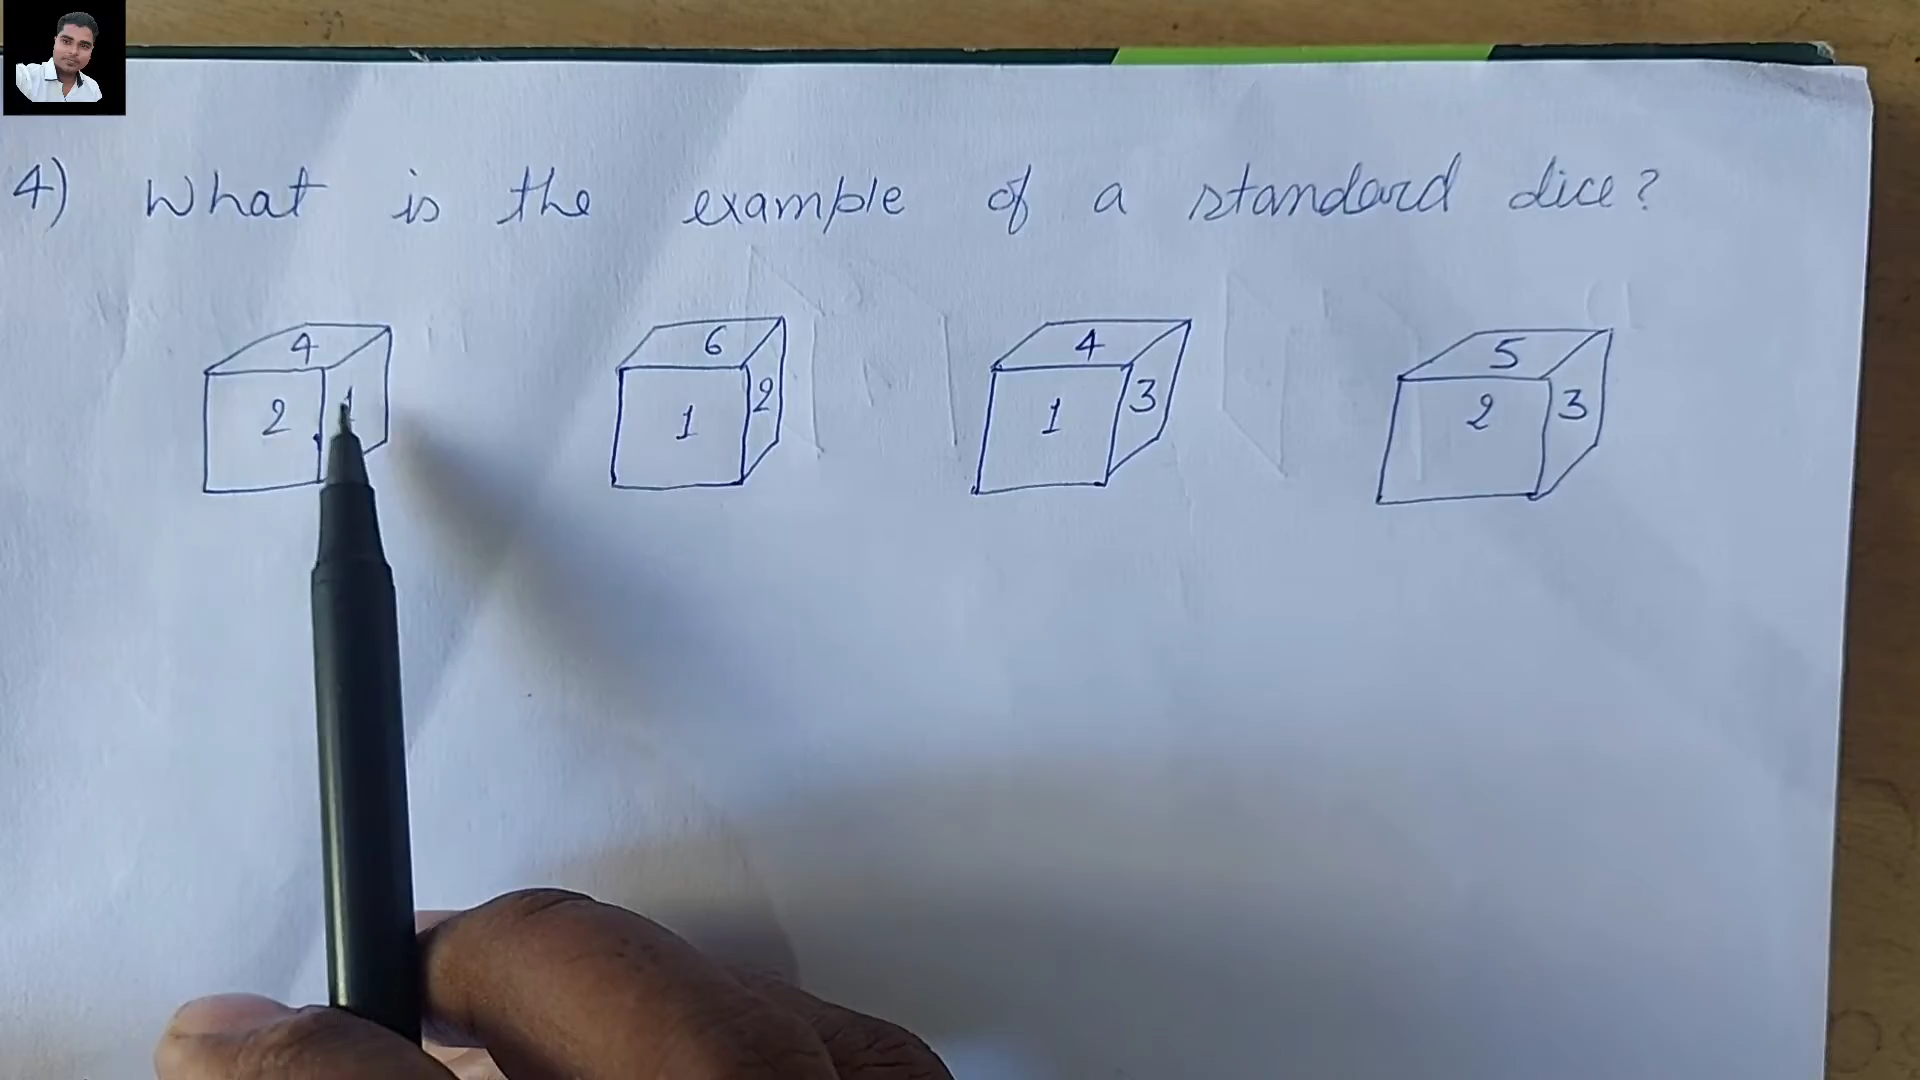 4) What is the example of a standard dice?
4 6 4 5
2 1 1 2 1 3 2 3